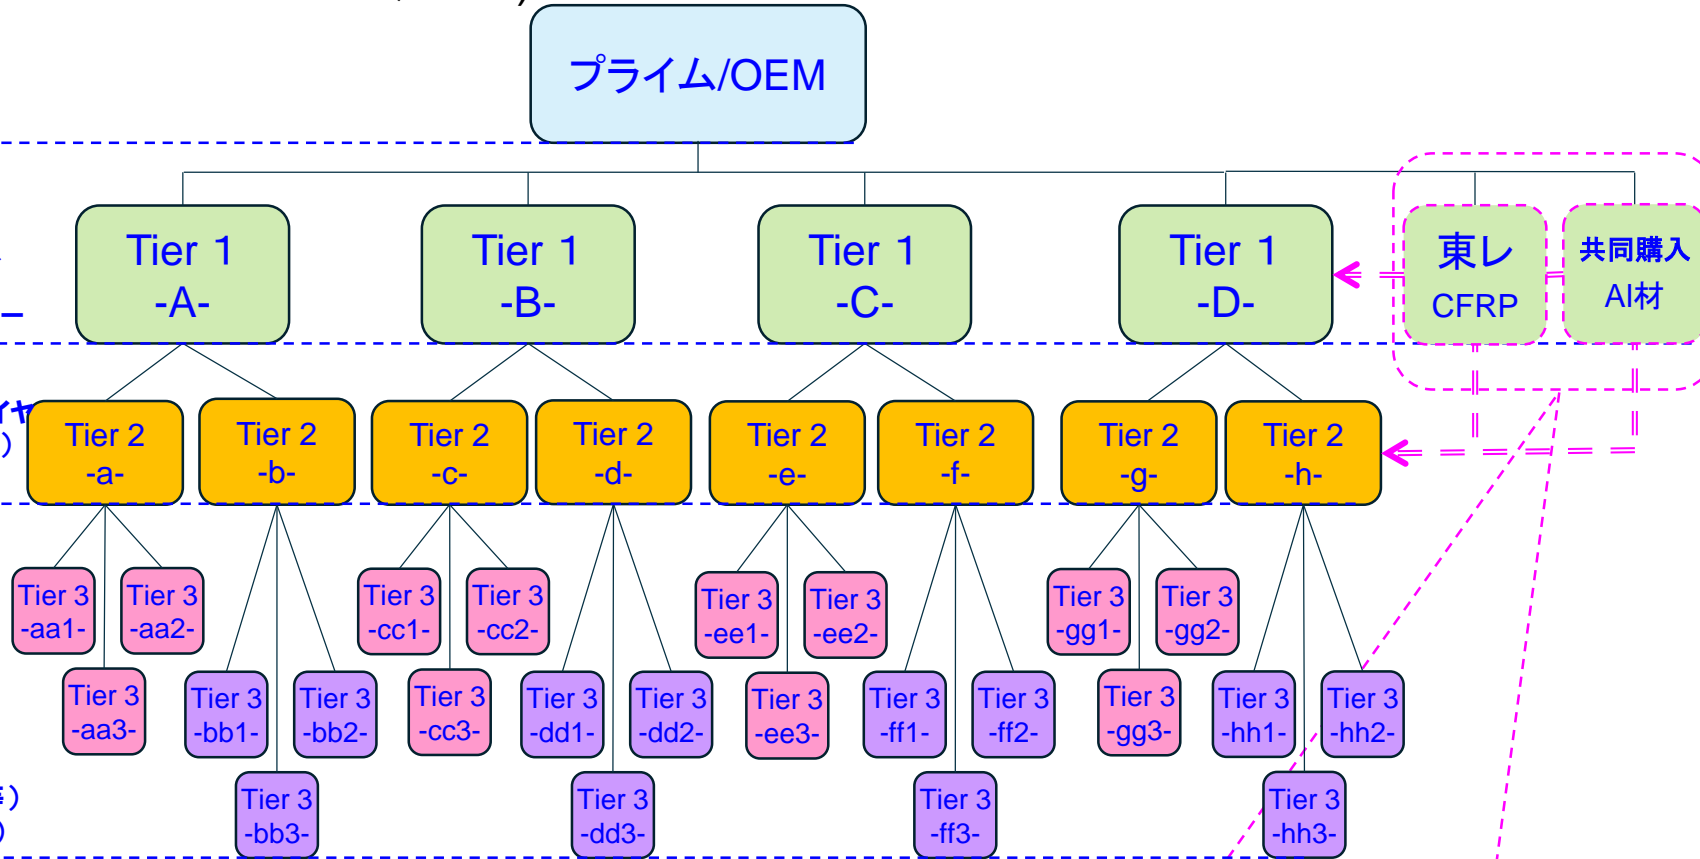 プライム/OEM
Tier 1
-A-
Tier 1
-B-
Tier 1
-C-
Tier 1
-D-
東レ
CFRP
共同購入
Al材
Tier 2
-a-
Tier 2
-b-
Tier 2
-c-
Tier 2
-d-
Tier 2
-e-
Tier 2
-f-
Tier 2
-g-
Tier 2
-h-
Tier 3
-aa1-
Tier 3
-aa2-
Tier 3
-cc1-
Tier 3
-cc2-
Tier 3
-ee1-
Tier 3
-ee2-
Tier 3
-gg1-
Tier 3
-gg2-
Tier 3
-aa3-
Tier 3
-bb1-
Tier 3
-bb2-
Tier 3
-cc3-
Tier 3
-dd1-
Tier 3
-dd2-
Tier 3
-ee3-
Tier 3
-ff1-
Tier 3
-ff2-
Tier 3
-gg3-
Tier 3
-hh1-
Tier 3
-hh2-
Tier 3
-bb3-
Tier 3
-dd3-
Tier 3
-ff3-
Tier 3
-hh3-